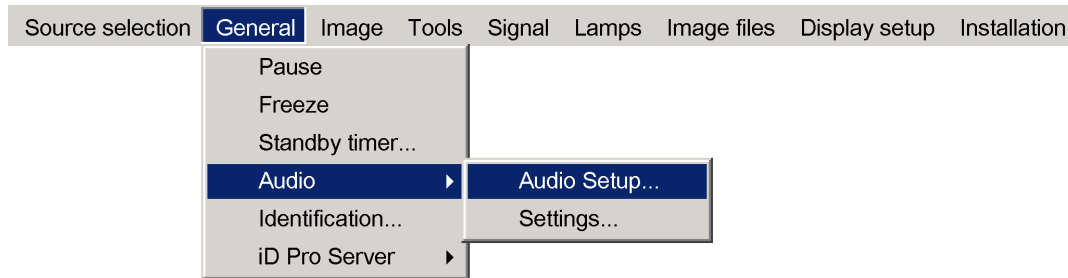 Source selection General Image Tools Signal Lamps Image files Display setup Installation
Pause
Freeze
Standby timer...
Audio Audio Setup...
Identification... Settings...
iD Pro Server